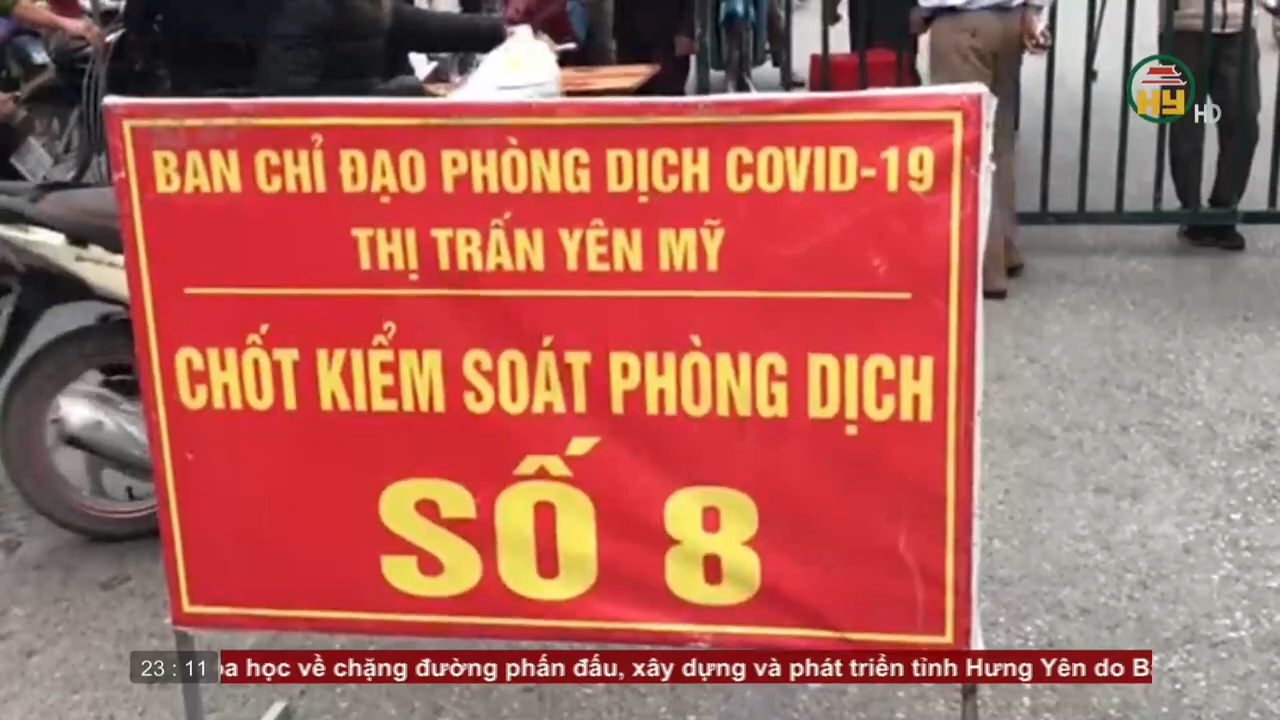 HY HD
BAN CHỈ ĐẠO PHÒNG DỊCH COVID-19
THỊ TRẤN YÊN MỸ
CHỐT KIỂM SOÁT PHÒNG DỊCH
SỐ 8
23 : 11
học về chặng đường phấn đấu, xây dựng và phát triển tỉnh Hưng Yên do